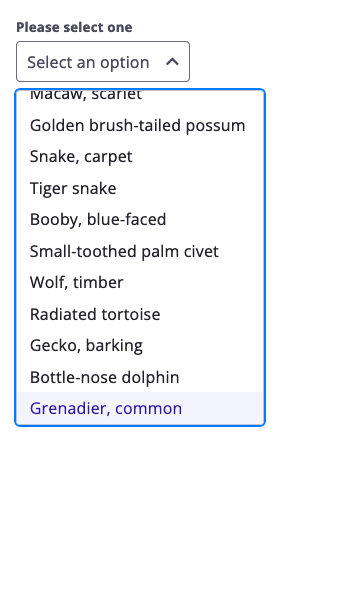 Please select one
Select an option
Macaw, scarlet
Golden brush-tailed possum
Snake, carpet
Tiger snake
Booby, blue-faced
Small-toothed palm civet
Wolf, timber
Radiated tortoise
Gecko, barking
Bottle-nose dolphin
Grenadier, common